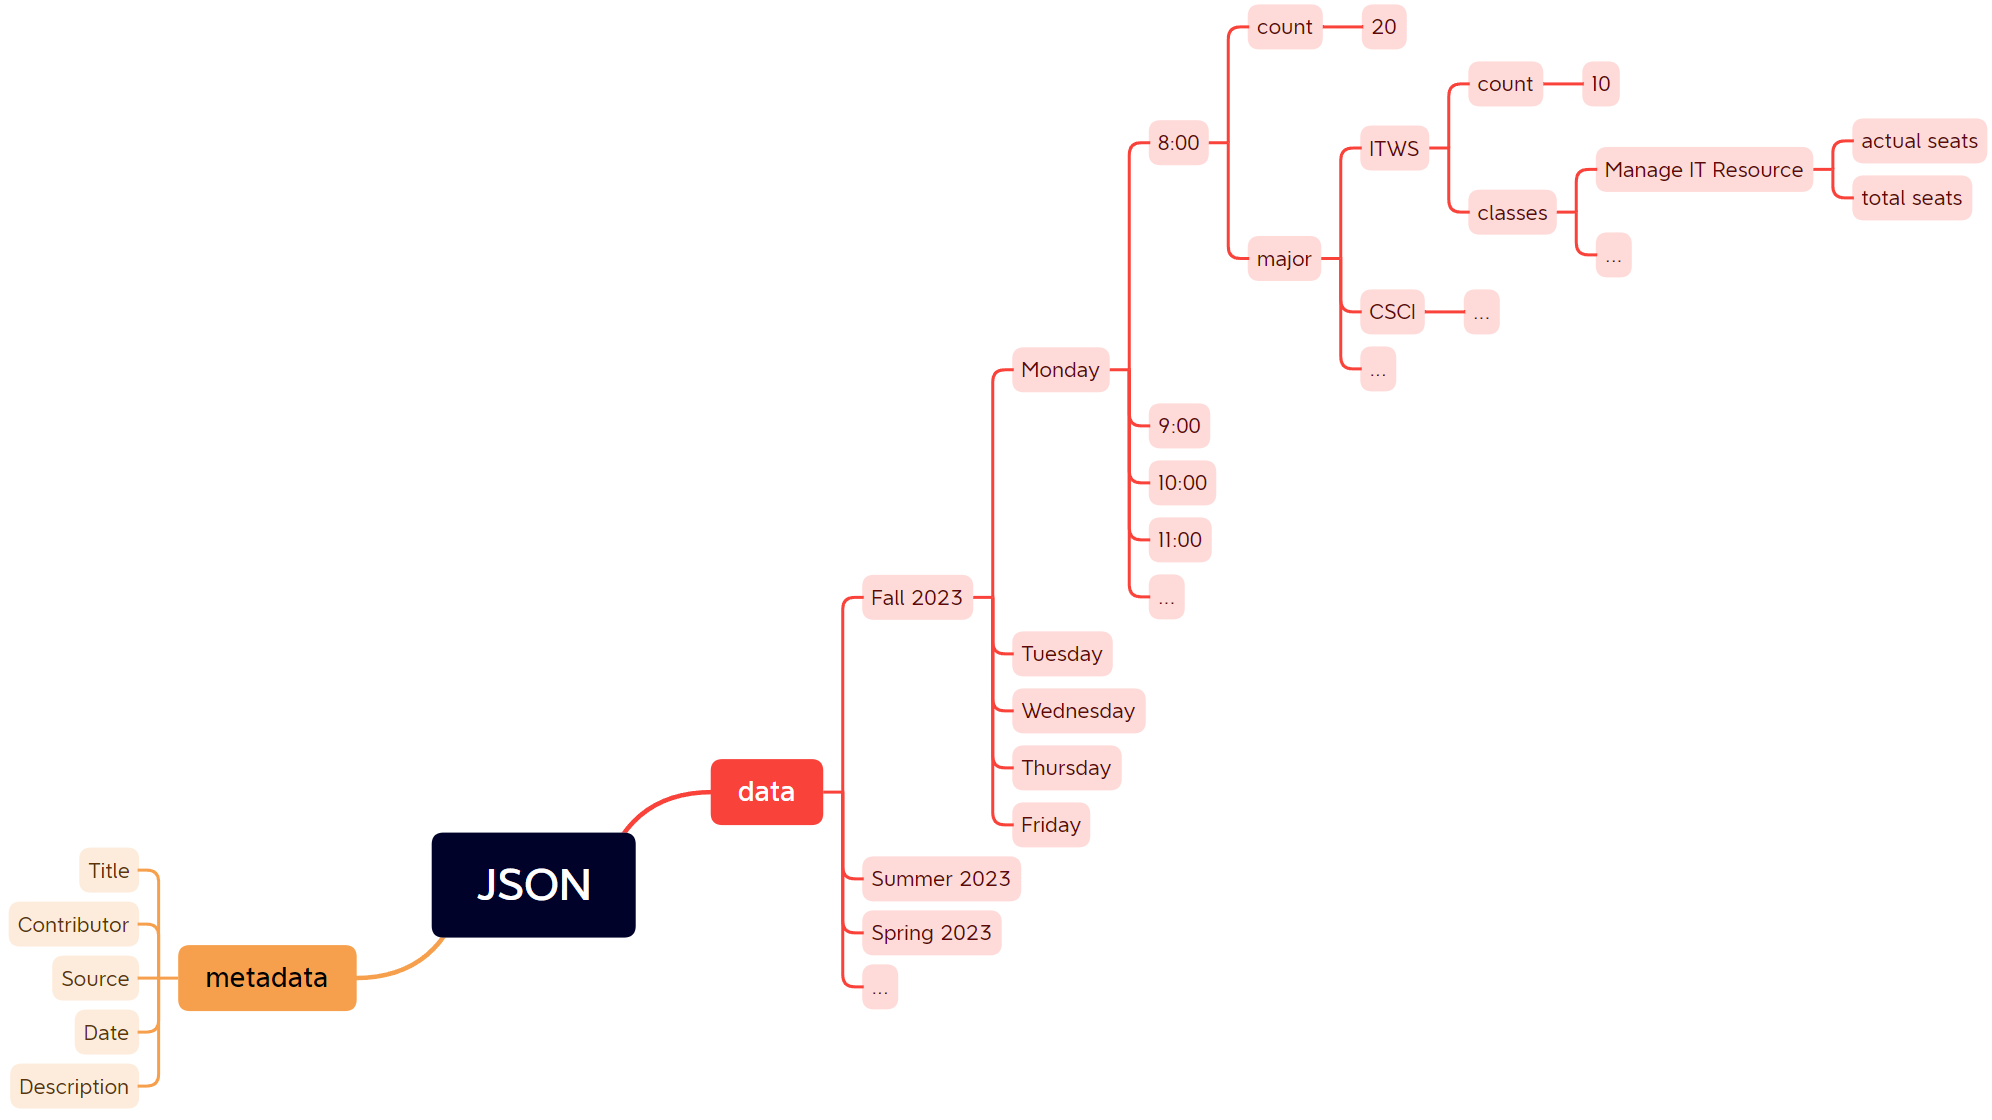 JSON
metadata
Title
Contributor
Source
Date
Description
data
Fall 2023
Monday
8:00
count
20
major
ITWS
count
10
classes
Manage IT Resource
actual seats
total seats
...
CSCI
...
...
9:00
10:00
11:00
...
Tuesday
Wednesday
Thursday
Friday
Summer 2023
Spring 2023
...